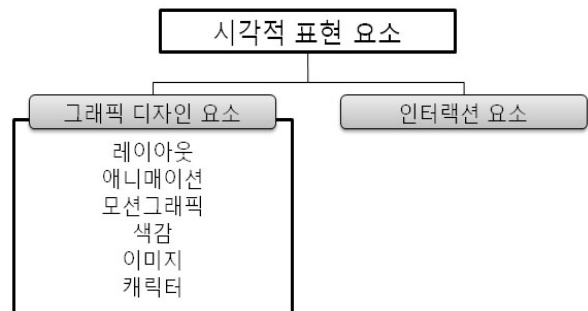 시각적 표현 요소
그래픽 디자인 요소
인터랙션 요소
레이아웃
애니매이션
모션그래픽
색감
이미지
캐릭터